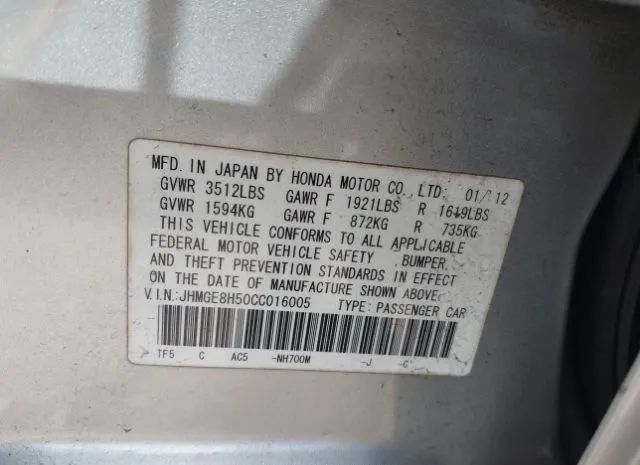 MFD. IN JAPAN BY HONDA MOTOR CO., LTD: 01/'12
GVWR 3512LBS GAWR F 1921LBS R 1619LBS
GVWR 1594KG GAWR F 872KG R 735KG
THIS VEHICLE CONFORMS TO ALL APPLICABLE
FEDERAL MOTOR VEHICLE SAFETY , BUMPER,
AND THEFT PREVENTION STANDARDS IN EFFECT
ON THE DATE OF MANUFACTURE SHOWN ABOVE.
V.I.N.:JHMGE8H50CC016005 TYPE: PASSENGER CAR
TF5 C AC5 -NH700M -J -C